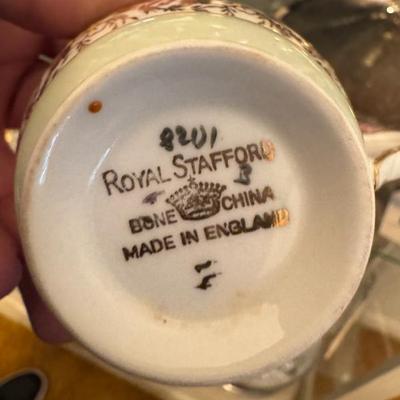 8201
ROYAL STAFFORD
B
BONE CHINA
MADE IN ENGLAND